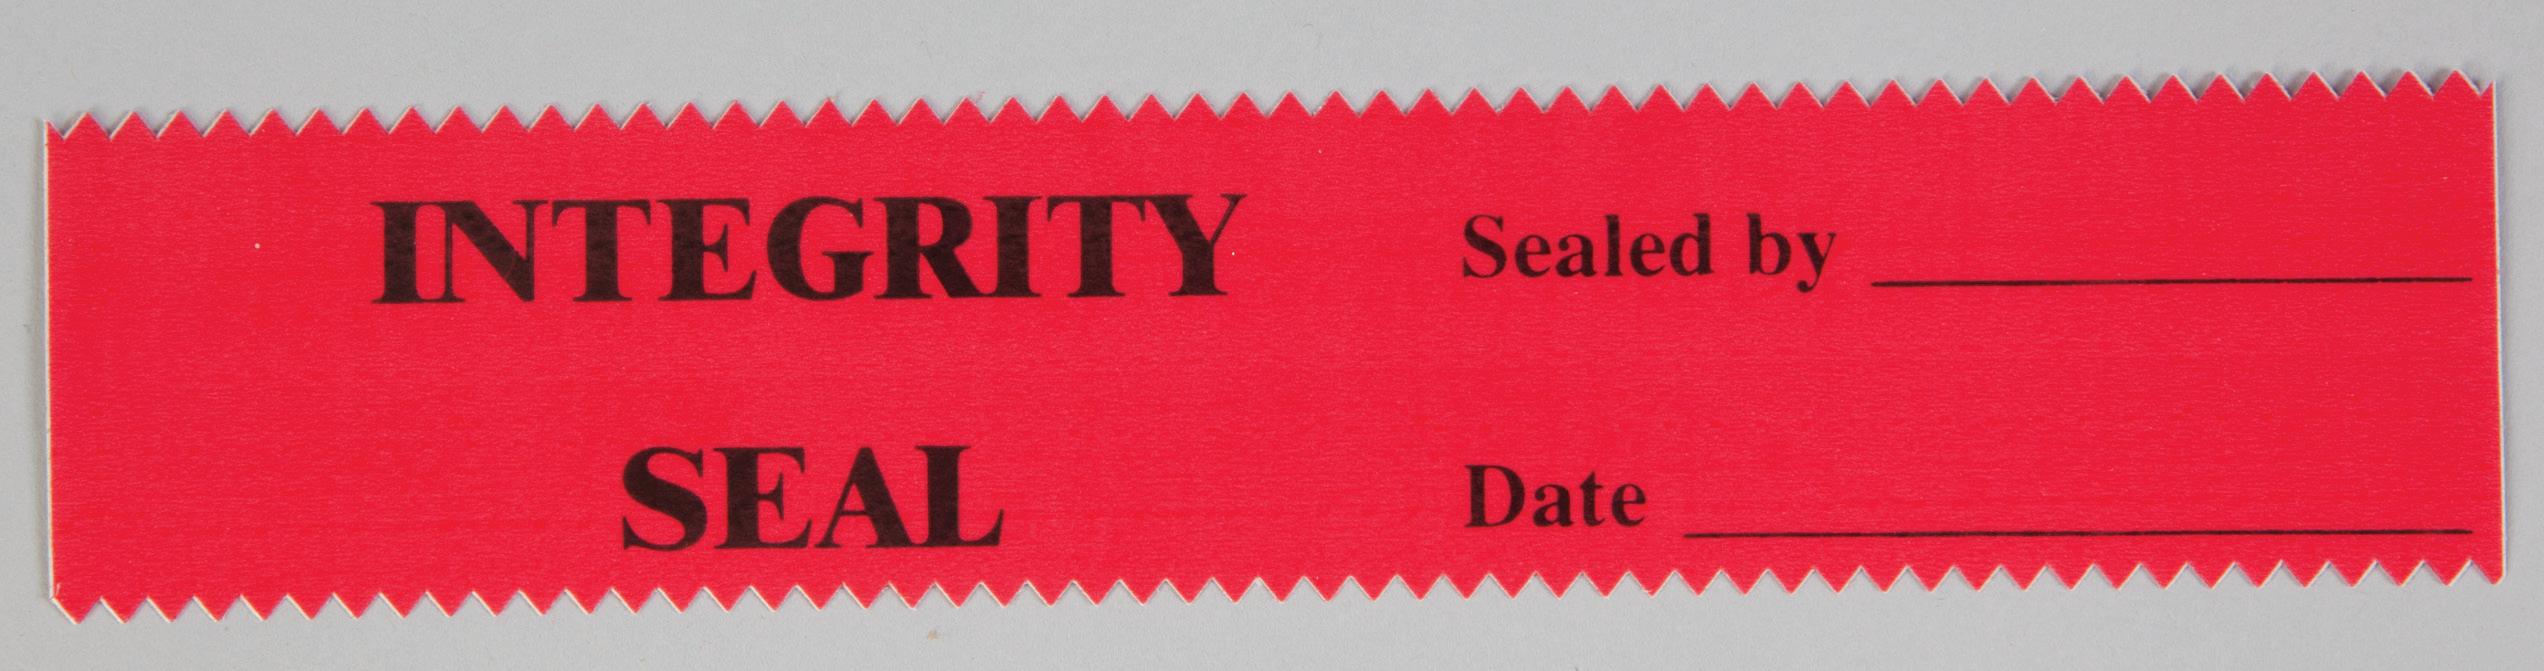 INTEGRITY
SEAL
Sealed by
Date